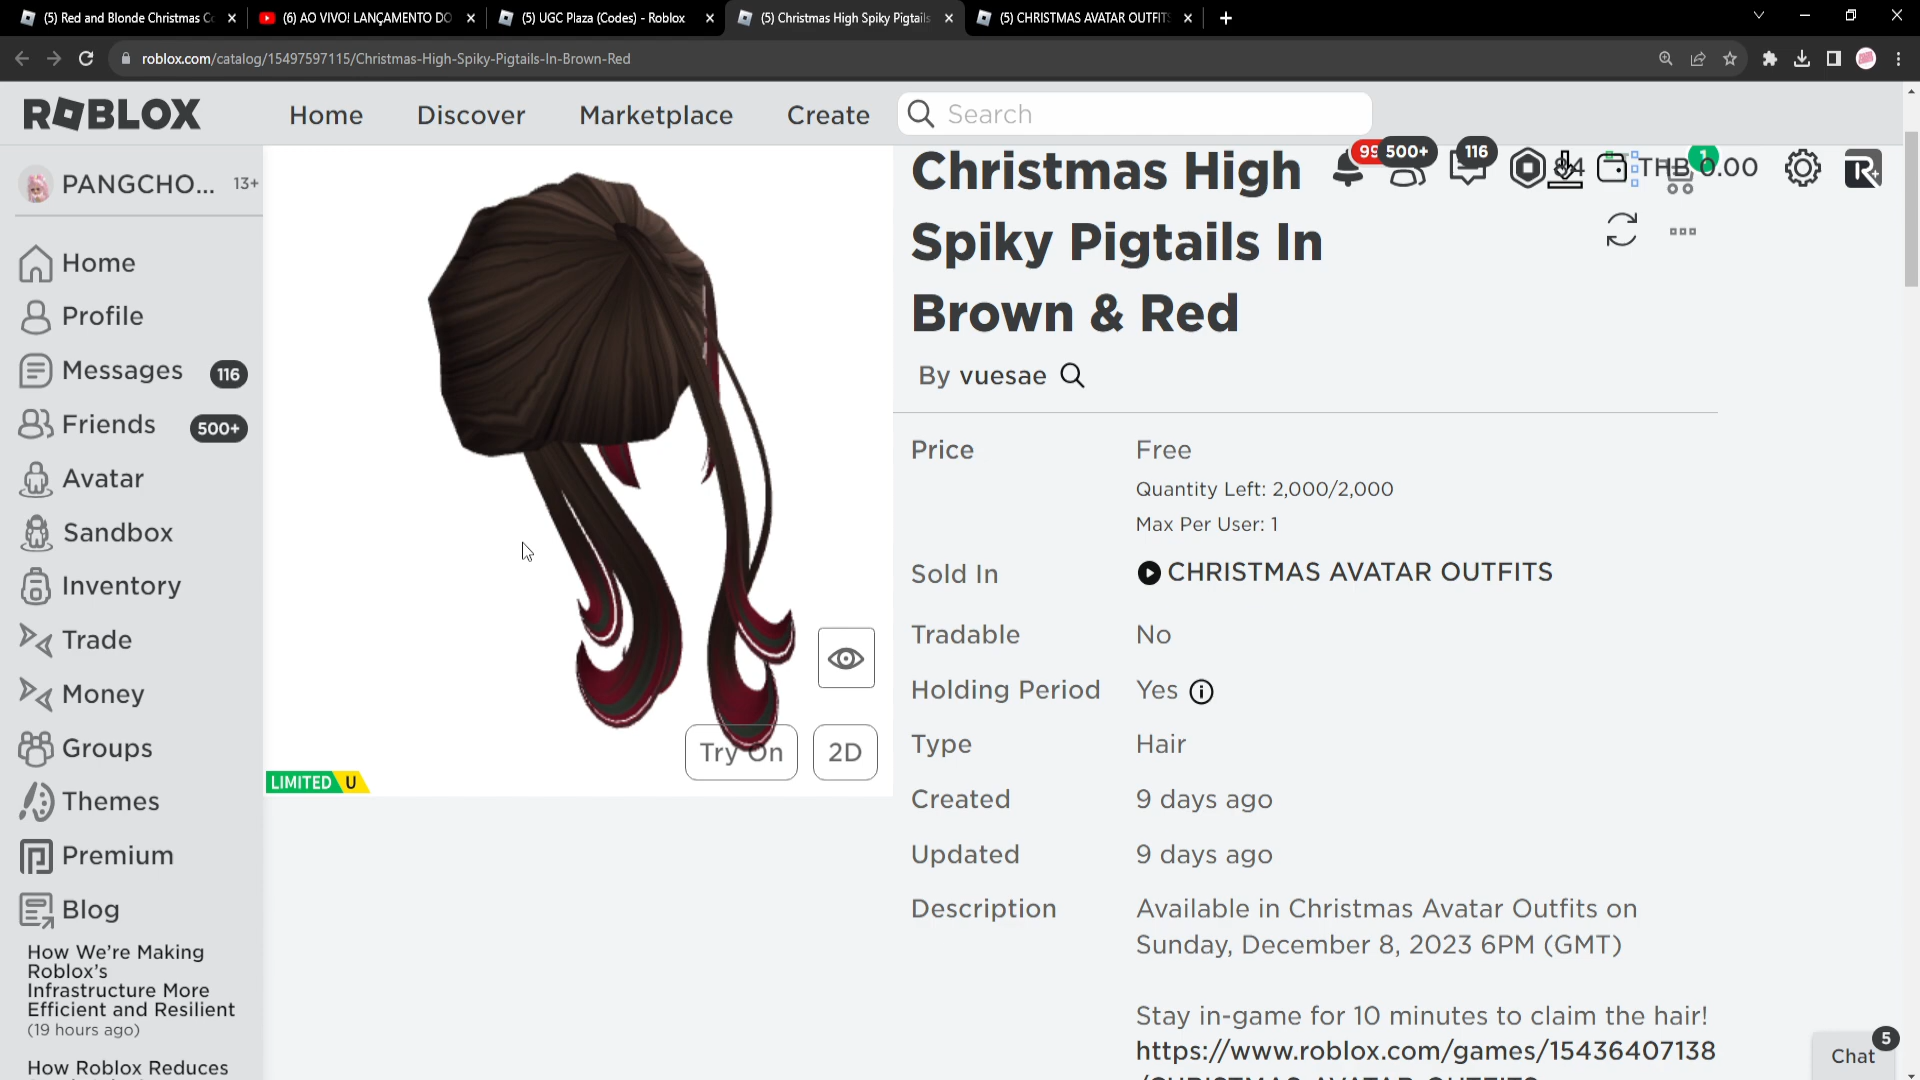 (5) Red and Blonde Christmas C
(6) AO VIVO! LANÇAMENTO DO
(5) UGC Plaza (Codes) - Roblox
(5) Christmas High Spiky Pigtails
(5) CHRISTMAS AVATAR OUTFITS
roblox.com/catalog/15497597115/Christmas-High-Spiky-Pigtails-In-Brown-Red
ROBLOX
Home
Discover
Marketplace
Create
Search
99
500+
116
84
THB 0.00
1
PANGCHO...
13+
Home
Profile
Messages
116
Friends
500+
Avatar
Sandbox
Inventory
Trade
Money
Groups
Themes
Premium
Blog
How We're Making
Roblox's
Infrastructure More
Efficient and Resilient
(19 hours ago)
How Roblox Reduces
Try On
2D
LIMITED U
Christmas High
Spiky Pigtails In
Brown & Red
By vuesae
Price
Free
Quantity Left: 2,000/2,000
Max Per User: 1
Sold In
CHRISTMAS AVATAR OUTFITS
Tradable
No
Holding Period
Yes
Type
Hair
Created
9 days ago
Updated
9 days ago
Description
Available in Christmas Avatar Outfits on
Sunday, December 8, 2023 6PM (GMT)
Stay in-game for 10 minutes to claim the hair!
https://www.roblox.com/games/15436407138
/CHRISTMAS-AVATAR-OUTFITS
Chat
5